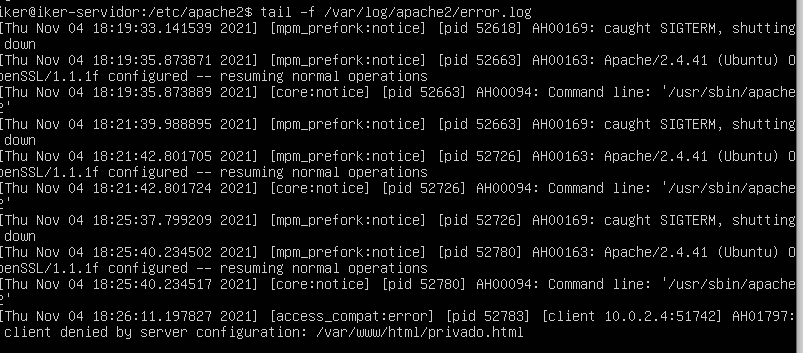 iker@iker-servidor:/etc/apache2$ tail -f /var/log/apache2/error.log
[Thu Nov 04 18:19:33.141539 2021] [mpm_prefork:notice] [pid 52618] AH00169: caught SIGTERM, shutting
 down
[Thu Nov 04 18:19:35.873871 2021] [mpm_prefork:notice] [pid 52663] AH00163: Apache/2.4.41 (Ubuntu) O
penSSL/1.1.1f configured -- resuming normal operations
[Thu Nov 04 18:19:35.873889 2021] [core:notice] [pid 52663] AH00094: Command line: '/usr/sbin/apache
2'
[Thu Nov 04 18:21:39.988895 2021] [mpm_prefork:notice] [pid 52663] AH00169: caught SIGTERM, shutting
 down
[Thu Nov 04 18:21:42.801705 2021] [mpm_prefork:notice] [pid 52726] AH00163: Apache/2.4.41 (Ubuntu) O
penSSL/1.1.1f configured -- resuming normal operations
[Thu Nov 04 18:21:42.801724 2021] [core:notice] [pid 52726] AH00094: Command line: '/usr/sbin/apache
2'
[Thu Nov 04 18:25:37.799209 2021] [mpm_prefork:notice] [pid 52726] AH00169: caught SIGTERM, shutting
 down
[Thu Nov 04 18:25:40.234502 2021] [mpm_prefork:notice] [pid 52780] AH00163: Apache/2.4.41 (Ubuntu) O
penSSL/1.1.1f configured -- resuming normal operations
[Thu Nov 04 18:25:40.234517 2021] [core:notice] [pid 52780] AH00094: Command line: '/usr/sbin/apache
2'
[Thu Nov 04 18:26:11.197827 2021] [access_compat:error] [pid 52783] [client 10.0.2.4:51742] AH01797:
 client denied by server configuration: /var/www/html/privado.html